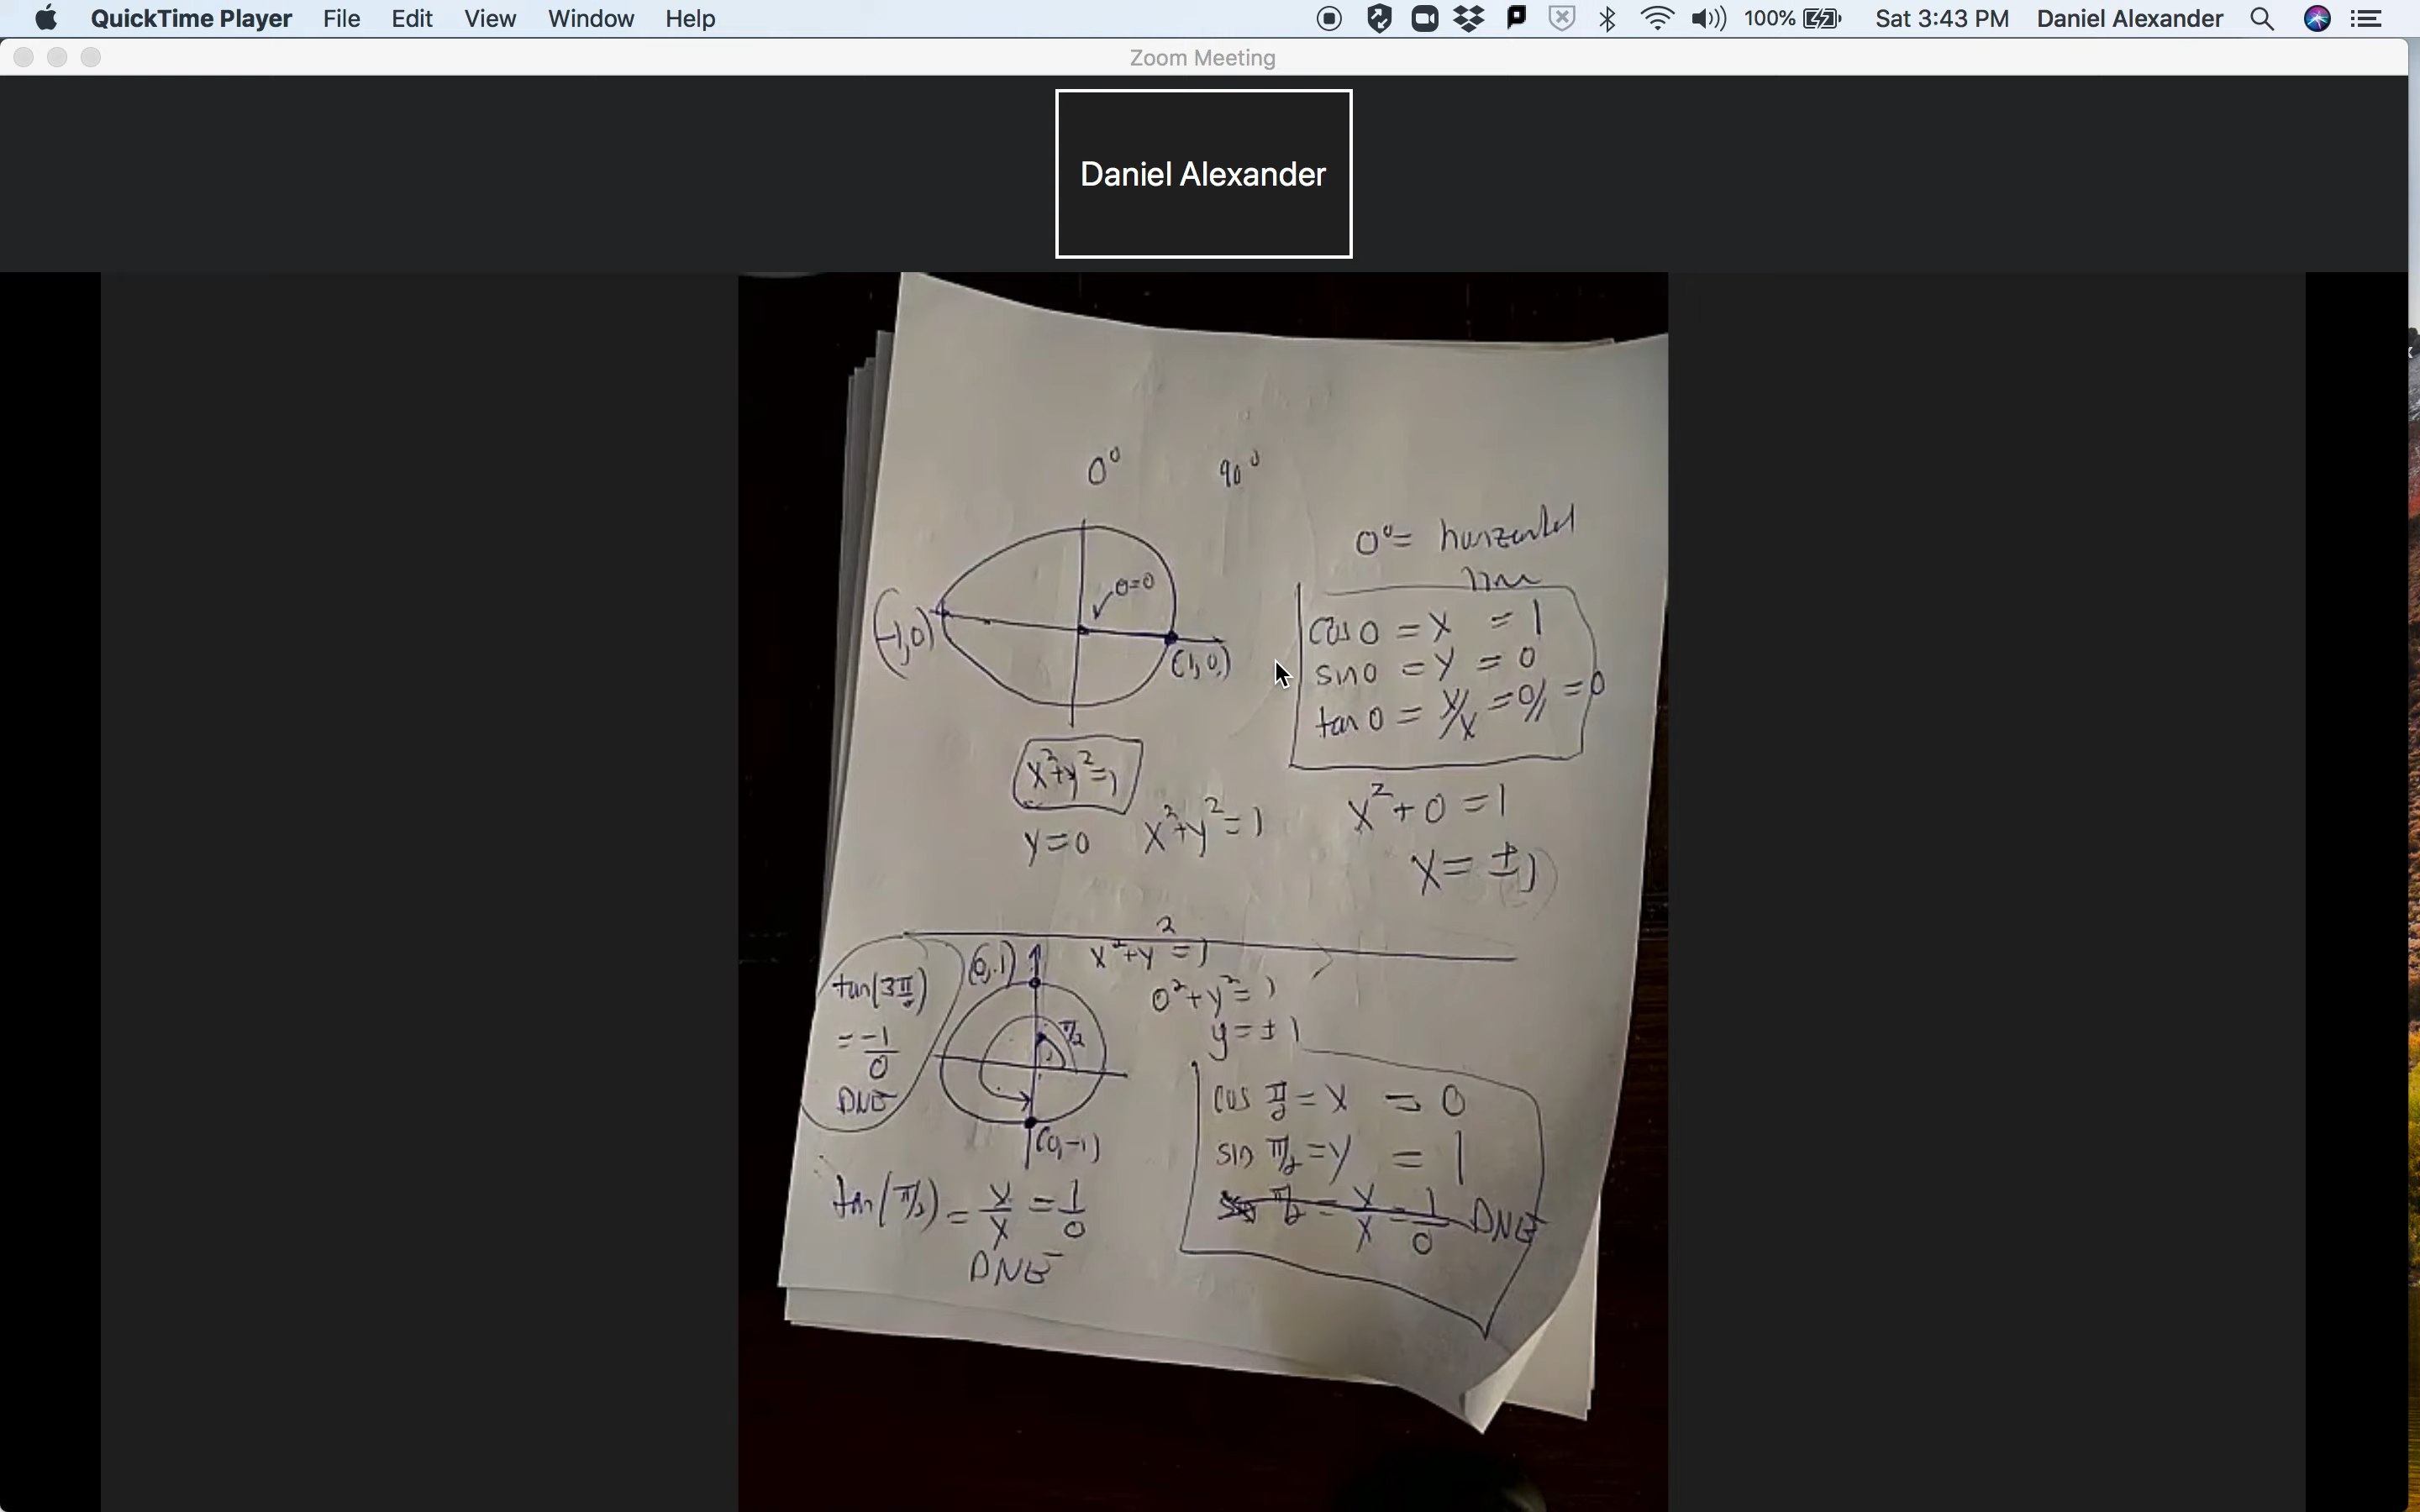 QuickTime Player File Edit View Window Help 100% Sat 3:43 PM Daniel Alexander
Zoom Meeting
Daniel Alexander
0° 90°
0° = horizontal
line
θ=0
(-1,0)
(1,0)
cos 0 = x = 1
sin 0 = y = 0
tan 0 = y/x = 0/1 = 0
x²+y²=1
y=0 x²+y²=1
x²+0=1
x=±1
x²+y²=1
0²+y²=1
y=±1
tan(3π/2)
= -1/0
DNE
(0,1)
π/2
(0,-1)
cos π/2 = x = 0
sin π/2 = y = 1
π/2 = y/x = 1/0 DNE
tan(π/2) = y/x = 1/0
DNE